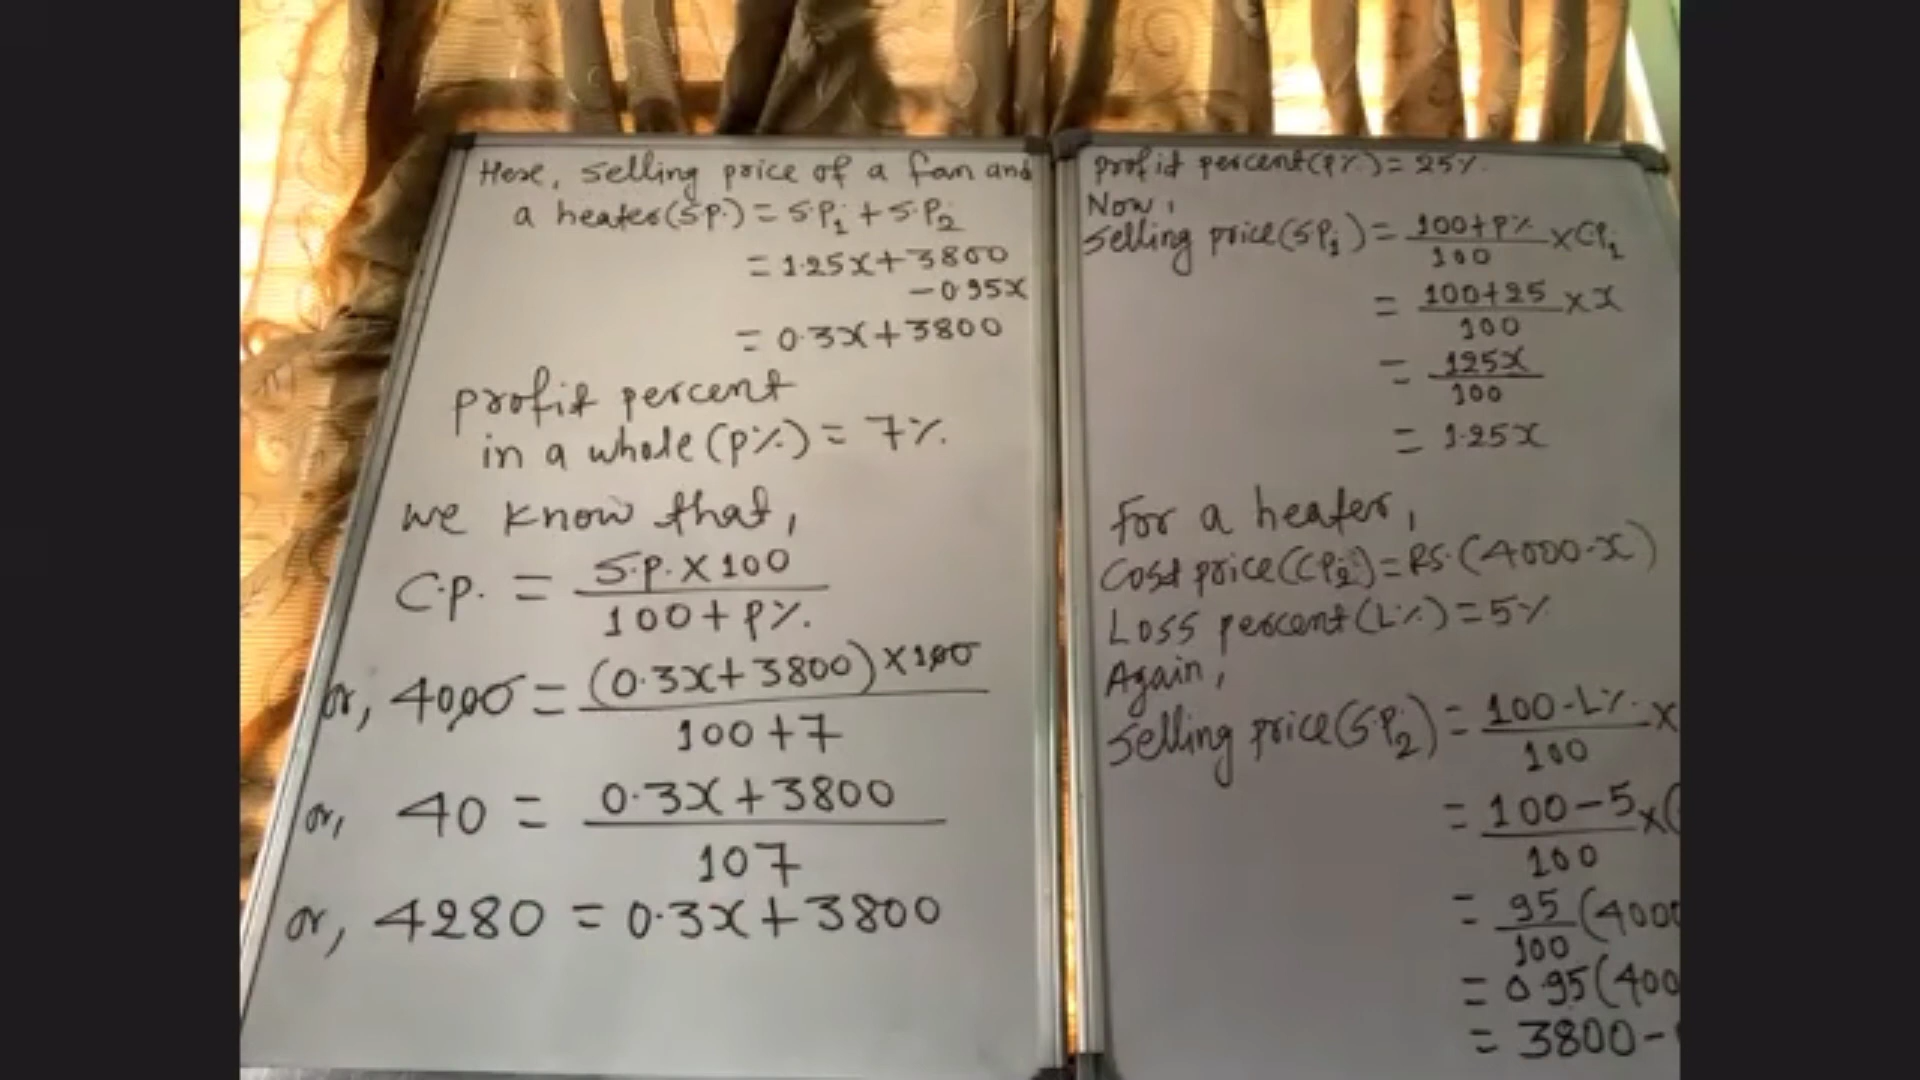 Here, selling price of a fan and
a heater(S.P.) = S.P₁ + S.P₂
= 1.25x + 3800
- 0.95x
= 0.3x + 3800
profit percent
in a whole (p%) = 7%.
we know that,
C.P. = S.P. × 100 / 100 + P%.
or, 4000 = (0.3x + 3800) × 100 / 100 + 7
or, 40 = 0.3x + 3800 / 107
or, 4280 = 0.3x + 3800
profit percent(P%) = 25%.
Now,
selling price(SP₁) = 100+P% / 100 × CP₁
= 100+25 / 100 × x
= 125x / 100
= 1.25x
For a heater,
Cost price(CP₂) = RS. (4000-x)
Loss percent(L%) = 5%
Again,
selling price(S.P₂) = 100-L%. / 100 ×
= 100-5 / 100 × (
= 95 / 100 (4000
= 0.95(400
= 3800-